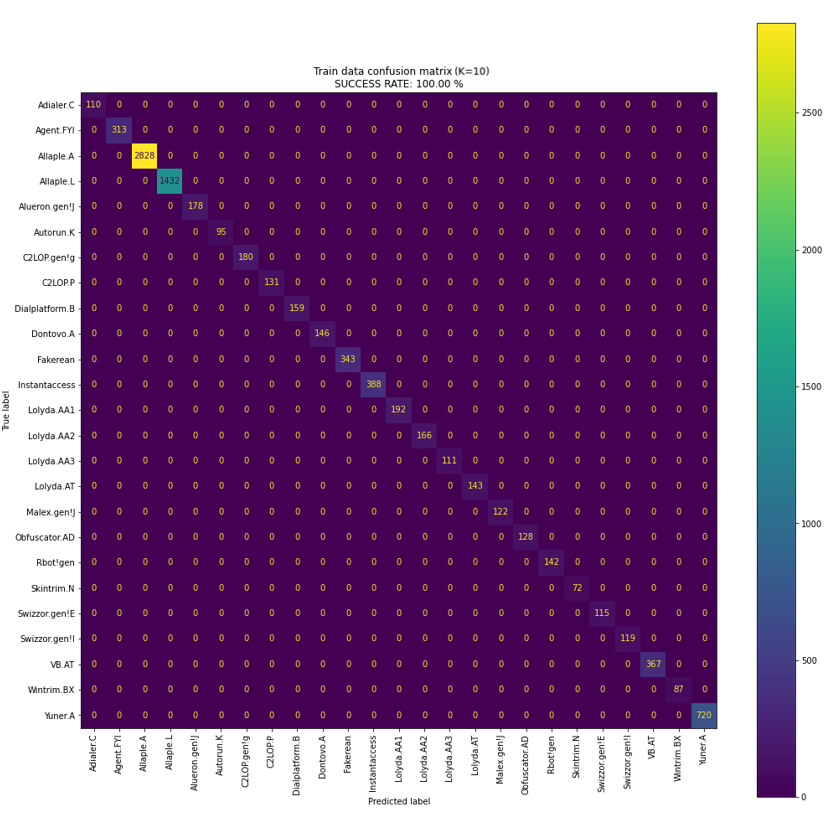 Train data confusion matrix (K=10)
SUCCESS RATE: 100.00 %
Adialer.C 110 0 0 0 0 0 0 0 0 0 0 0 0 0 0 0 0 0 0 0 0 0 0 0 0
Agent.FYI 0 313 0 0 0 0 0 0 0 0 0 0 0 0 0 0 0 0 0 0 0 0 0 0 0
Allaple.A 0 0 2828 0 0 0 0 0 0 0 0 0 0 0 0 0 0 0 0 0 0 0 0 0 0
Allaple.L 0 0 0 1432 0 0 0 0 0 0 0 0 0 0 0 0 0 0 0 0 0 0 0 0 0
Alueron.gen!J 0 0 0 0 178 0 0 0 0 0 0 0 0 0 0 0 0 0 0 0 0 0 0 0 0
Autorun.K 0 0 0 0 0 95 0 0 0 0 0 0 0 0 0 0 0 0 0 0 0 0 0 0 0
C2LOP.gen!g 0 0 0 0 0 0 180 0 0 0 0 0 0 0 0 0 0 0 0 0 0 0 0 0 0
C2LOP.P 0 0 0 0 0 0 0 131 0 0 0 0 0 0 0 0 0 0 0 0 0 0 0 0 0
Dialplatform.B 0 0 0 0 0 0 0 0 159 0 0 0 0 0 0 0 0 0 0 0 0 0 0 0 0
Dontovo.A 0 0 0 0 0 0 0 0 0 146 0 0 0 0 0 0 0 0 0 0 0 0 0 0 0
Fakerean 0 0 0 0 0 0 0 0 0 0 343 0 0 0 0 0 0 0 0 0 0 0 0 0 0
Instantaccess 0 0 0 0 0 0 0 0 0 0 0 388 0 0 0 0 0 0 0 0 0 0 0 0 0
Lolyda.AA1 0 0 0 0 0 0 0 0 0 0 0 0 192 0 0 0 0 0 0 0 0 0 0 0 0
Lolyda.AA2 0 0 0 0 0 0 0 0 0 0 0 0 0 166 0 0 0 0 0 0 0 0 0 0 0
Lolyda.AA3 0 0 0 0 0 0 0 0 0 0 0 0 0 0 111 0 0 0 0 0 0 0 0 0 0
Lolyda.AT 0 0 0 0 0 0 0 0 0 0 0 0 0 0 0 143 0 0 0 0 0 0 0 0 0
Malex.gen!J 0 0 0 0 0 0 0 0 0 0 0 0 0 0 0 0 122 0 0 0 0 0 0 0 0
Obfuscator.AD 0 0 0 0 0 0 0 0 0 0 0 0 0 0 0 0 0 128 0 0 0 0 0 0 0
Rbot!gen 0 0 0 0 0 0 0 0 0 0 0 0 0 0 0 0 0 0 142 0 0 0 0 0 0
Skintrim.N 0 0 0 0 0 0 0 0 0 0 0 0 0 0 0 0 0 0 0 72 0 0 0 0 0
Swizzor.gen!E 0 0 0 0 0 0 0 0 0 0 0 0 0 0 0 0 0 0 0 0 115 0 0 0 0
Swizzor.gen!I 0 0 0 0 0 0 0 0 0 0 0 0 0 0 0 0 0 0 0 0 0 119 0 0 0
VB.AT 0 0 0 0 0 0 0 0 0 0 0 0 0 0 0 0 0 0 0 0 0 0 367 0 0
Wintrim.BX 0 0 0 0 0 0 0 0 0 0 0 0 0 0 0 0 0 0 0 0 0 0 0 87 0
Yuner.A 0 0 0 0 0 0 0 0 0 0 0 0 0 0 0 0 0 0 0 0 0 0 0 0 720
True label
Adialer.C
Agent.FYI
Allaple.A
Allaple.L
Alueron.gen!J
Autorun.K
C2LOP.gen!g
C2LOP.P
Dialplatform.B
Dontovo.A
Fakerean
Instantaccess
Lolyda.AA1
Lolyda.AA2
Lolyda.AA3
Lolyda.AT
Malex.gen!J
Obfuscator.AD
Rbot!gen
Skintrim.N
Swizzor.gen!E
Swizzor.gen!I
VB.AT
Wintrim.BX
Yuner.A
Predicted label
2500
2000
1500
1000
500
0